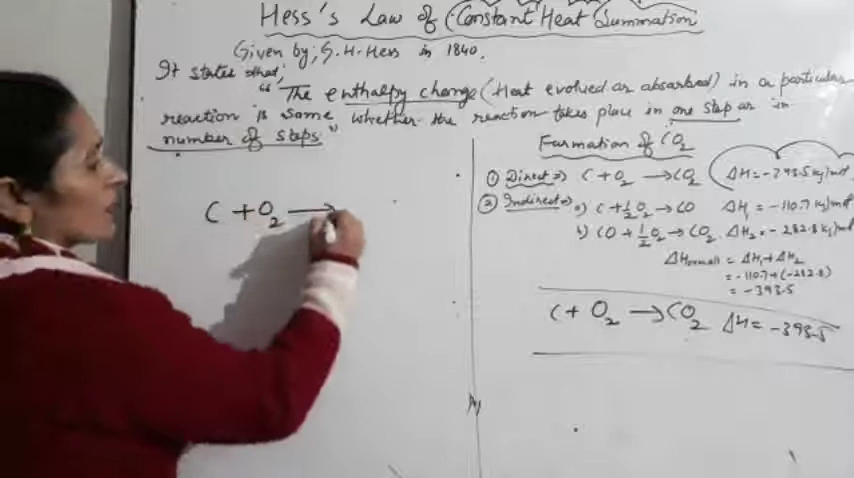 Hess's Law of Constant Heat Summation
Given by; G.H. Hess in 1840.
It states that;
"The enthalpy change (Heat evolved or absorbed) in a particular
reaction is same whether the reaction takes place in one step or in
number of steps"
C + O₂ ⟶
Formation of CO₂
① Direct ⇒ C + O₂ → CO₂ ΔH = -393.5 kJ/mol
② Indirect ⇒ a) C + ½O₂ → CO ΔH₁ = -110.7 kJ/mol
b) CO + ½O₂ → CO₂ ΔH₂ = -282.8 kJ/mol
ΔHoverall = ΔH₁ + ΔH₂
= -110.7 + (-282.8)
= -393.5
C + O₂ → CO₂ ΔH = -393.5